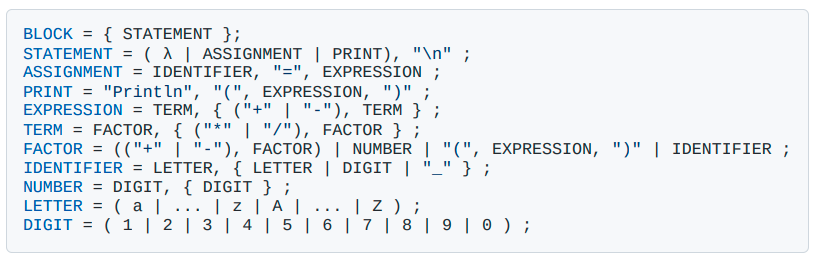 BLOCK = { STATEMENT };
STATEMENT = ( λ | ASSIGNMENT | PRINT), "\n" ;
ASSIGNMENT = IDENTIFIER, "=", EXPRESSION ;
PRINT = "Println", "(", EXPRESSION, ")" ;
EXPRESSION = TERM, { ("+" | "-"), TERM } ;
TERM = FACTOR, { ("*" | "/"), FACTOR } ;
FACTOR = (("+" | "-"), FACTOR) | NUMBER | "(", EXPRESSION, ")" | IDENTIFIER ;
IDENTIFIER = LETTER, { LETTER | DIGIT | "_" } ;
NUMBER = DIGIT, { DIGIT } ;
LETTER = ( a | ... | z | A | ... | Z ) ;
DIGIT = ( 1 | 2 | 3 | 4 | 5 | 6 | 7 | 8 | 9 | 0 ) ;